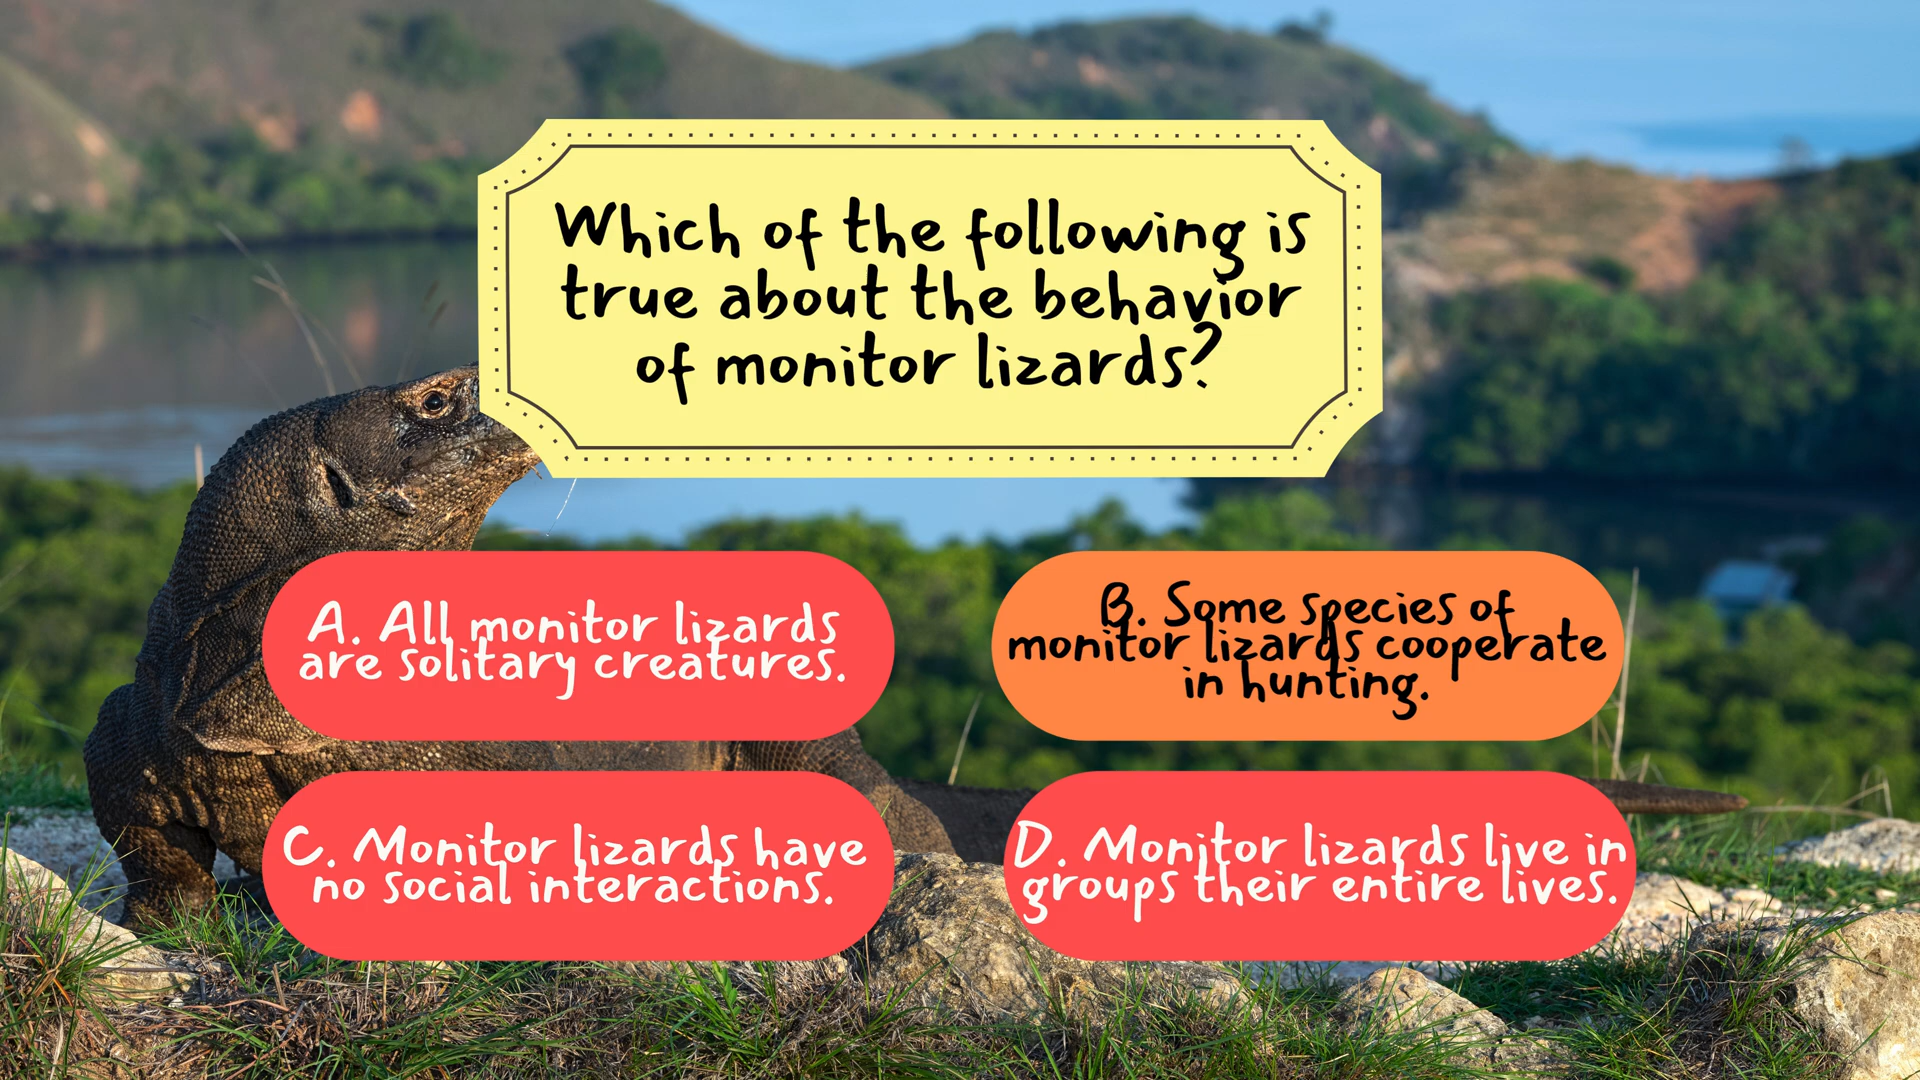 Which of the following is
true about the behavior
of monitor lizards?
A. All monitor lizards
are solitary creatures.
B. Some species of
monitor lizards cooperate
in hunting.
C. Monitor lizards have
no social interactions.
D. Monitor lizards live in
groups their entire lives.